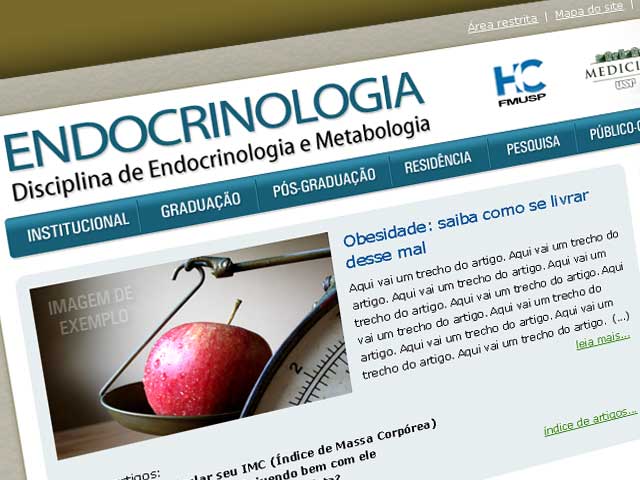 Área restrita | Mapa do site |
ENDOCRINOLOGIA
Disciplina de Endocrinologia e Metabologia
HC
FMUSP
MEDICI
USP
INSTITUCIONAL
GRADUAÇÃO
PÓS-GRADUAÇÃO
RESIDÊNCIA
PESQUISA
PÚBLICO-
IMAGEM DE
EXEMPLO
Obesidade: saiba como se livrar
desse mal
Aqui vai um trecho do artigo. Aqui vai um trecho do
artigo. Aqui vai um trecho do artigo. Aqui vai um
trecho do artigo. Aqui vai um trecho do artigo. Aqui
vai um trecho do artigo. Aqui vai um trecho do
artigo. Aqui vai um trecho do artigo. Aqui vai um
trecho do artigo. Aqui vai um trecho do artigo. (...)
leia mais...
índice de artigos...
artigos:
lar seu IMC (Índice de Massa Corpórea)
vendo bem com ele